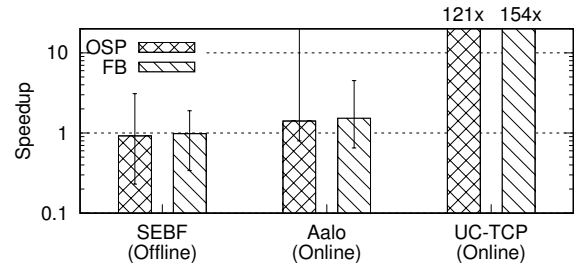 121x 154x
OSP
FB
10
1
0.1
Speedup
SEBF
(Offline)
Aalo
(Online)
UC-TCP
(Online)